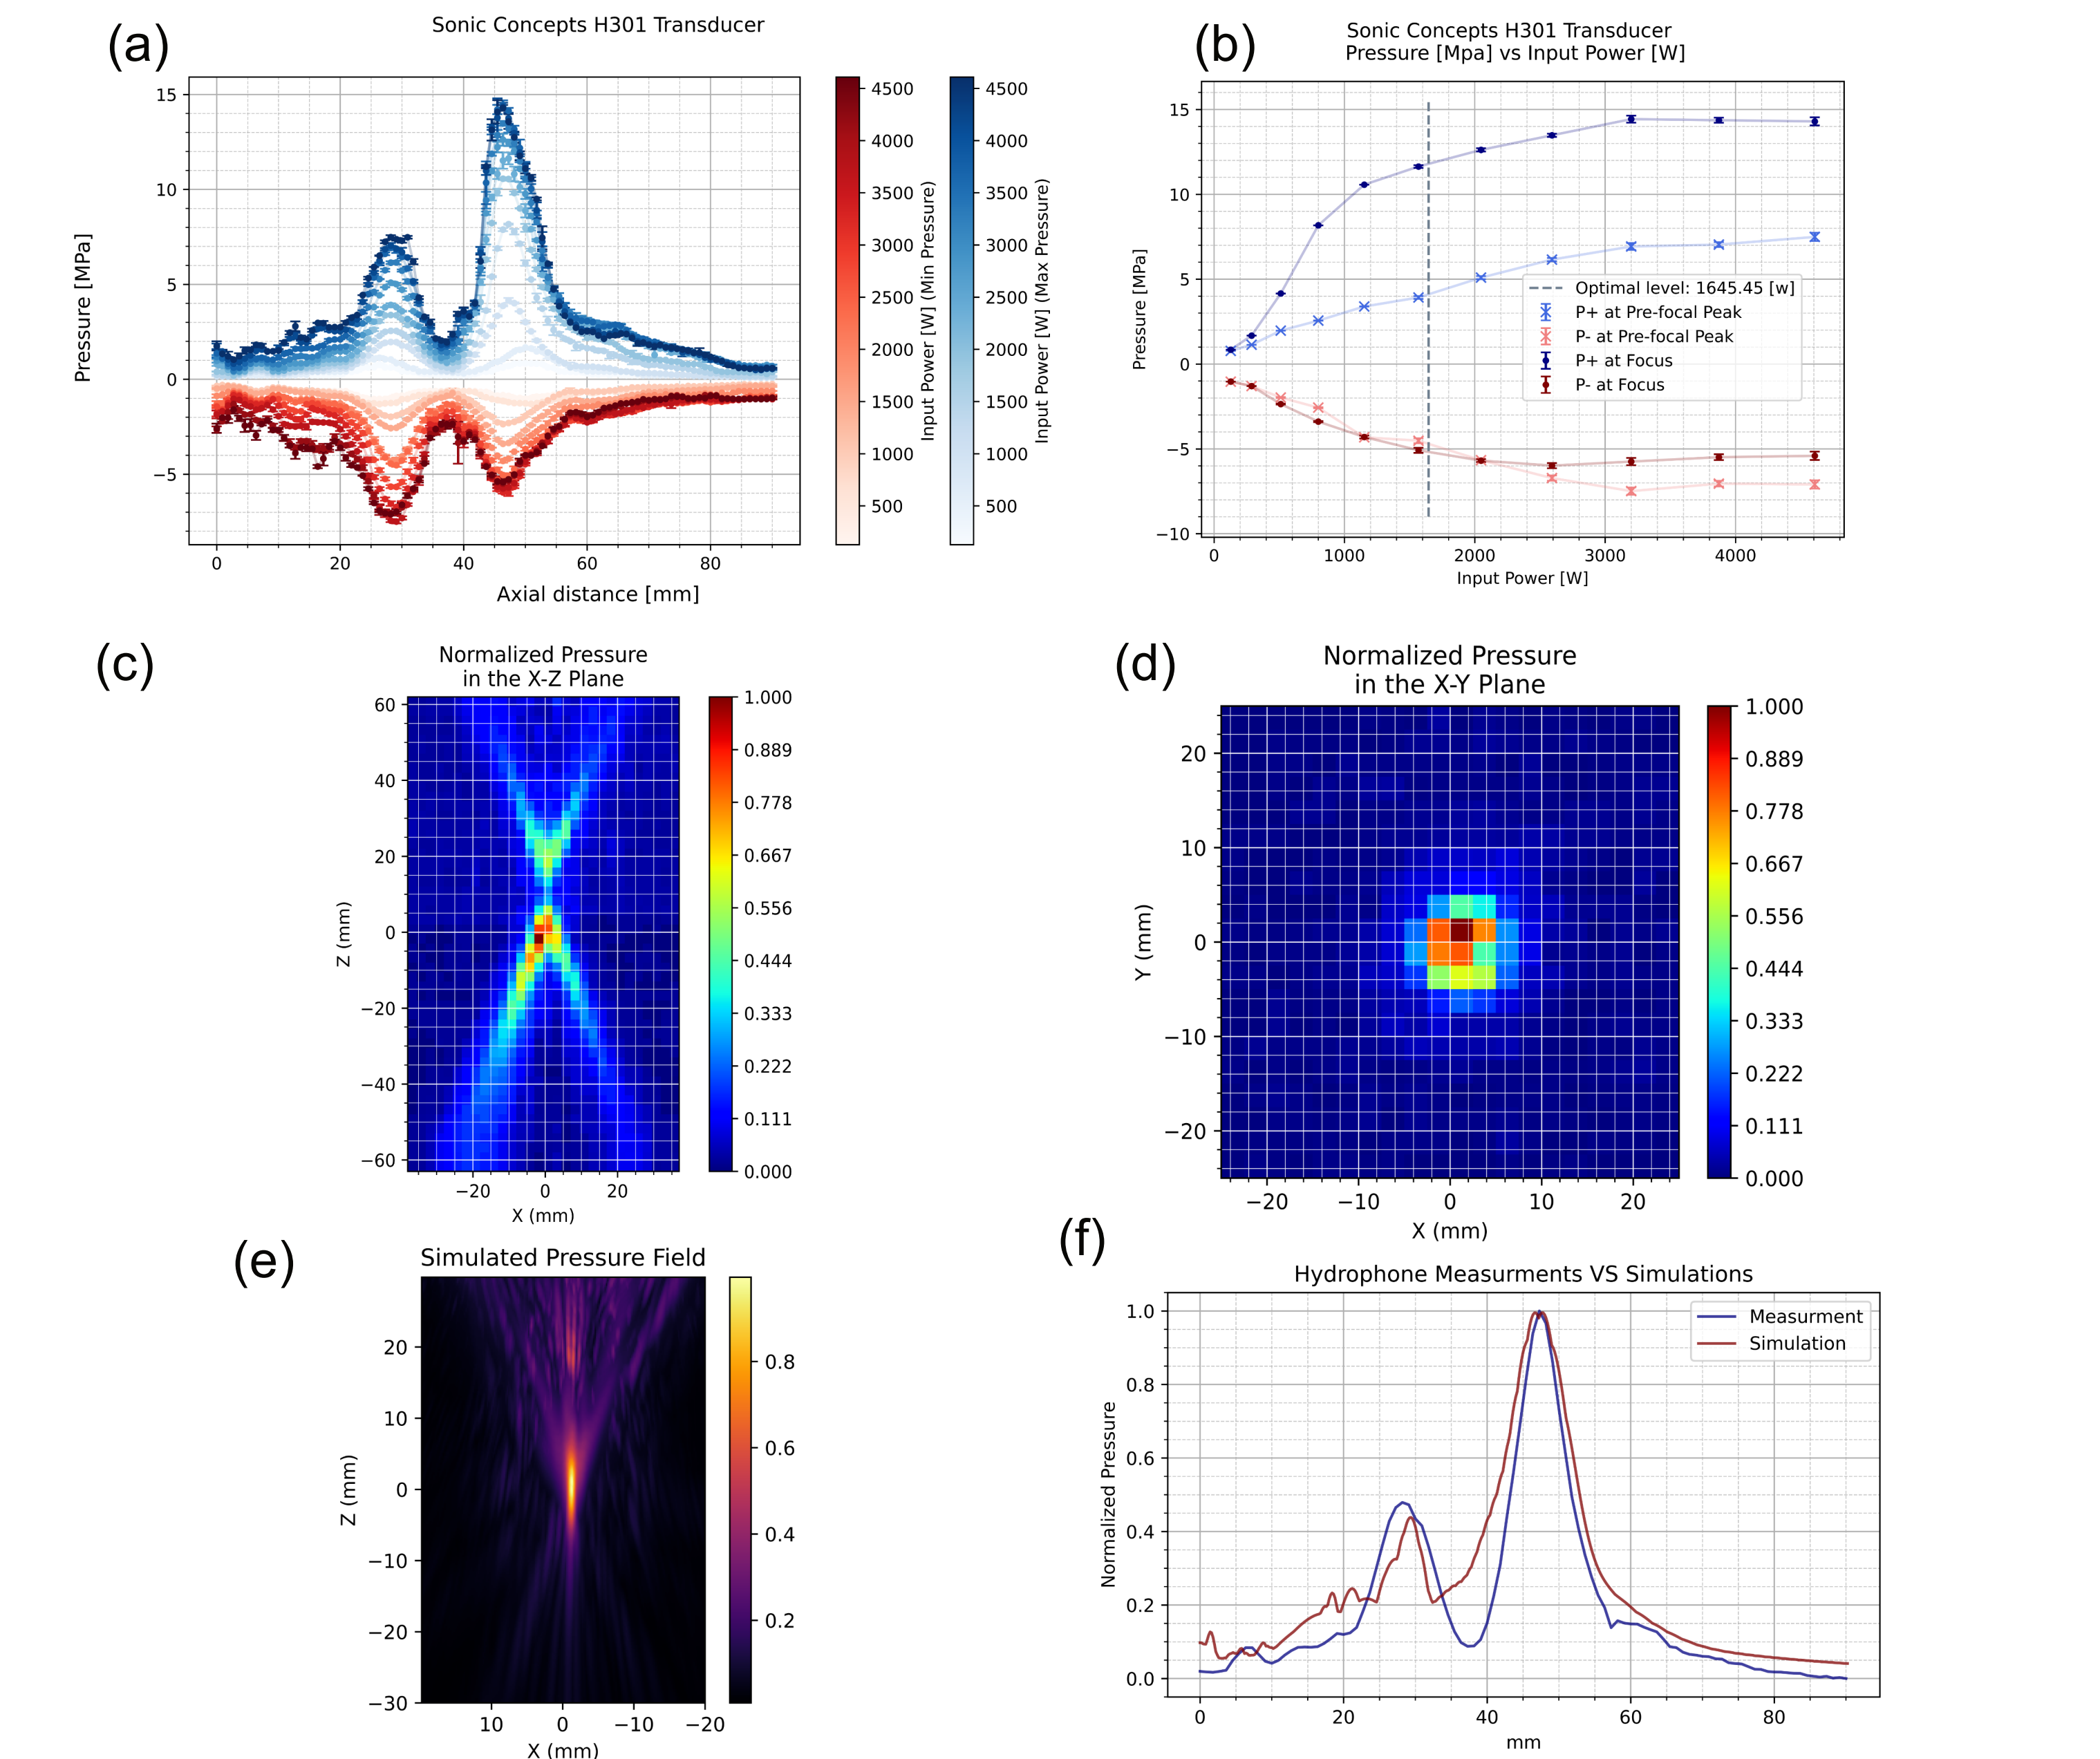 (a)
Sonic Concepts H301 Transducer
15
10
5
0
−5
0
20
40
60
80
Pressure [MPa]
Axial distance [mm]
4500
4000
3500
3000
2500
2000
1500
1000
500
Input Power [W] (Min Pressure)
4500
4000
3500
3000
2500
2000
1500
1000
500
Input Power [W] (Max Pressure)
(b)
Sonic Concepts H301 Transducer
Pressure [Mpa] vs Input Power [W]
15
10
5
0
−5
−10
0
1000
2000
3000
4000
Pressure [MPa]
Input Power [W]
Optimal level: 1645.45 [w]
P+ at Pre-focal Peak
P- at Pre-focal Peak
P+ at Focus
P- at Focus
(c)
Normalized Pressure
in the X-Z Plane
60
40
20
0
−20
−40
−60
−20
0
20
Z (mm)
X (mm)
1.000
0.889
0.778
0.667
0.556
0.444
0.333
0.222
0.111
0.000
(d)
Normalized Pressure
in the X-Y Plane
20
10
0
−10
−20
−20
−10
0
10
20
Y (mm)
X (mm)
1.000
0.889
0.778
0.667
0.556
0.444
0.333
0.222
0.111
0.000
(e)
Simulated Pressure Field
20
10
0
−10
−20
−30
10
0
−10
−20
Z (mm)
X (mm)
0.8
0.6
0.4
0.2
(f)
Hydrophone Measurments VS Simulations
1.0
0.8
0.6
0.4
0.2
0.0
0
20
40
60
80
Normalized Pressure
mm
Measurment
Simulation